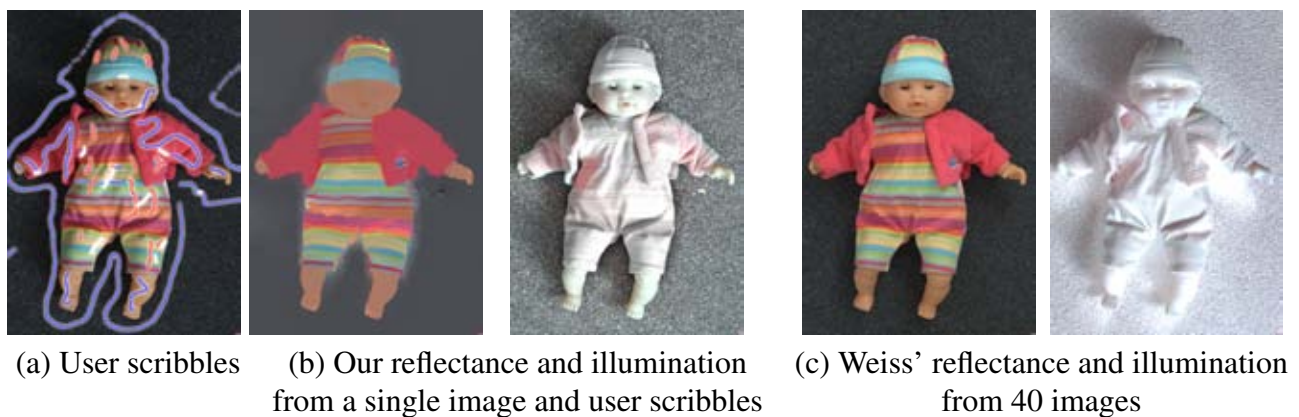 (a) User scribbles
(b) Our reflectance and illumination
from a single image and user scribbles
(c) Weiss’ reflectance and illumination
from 40 images